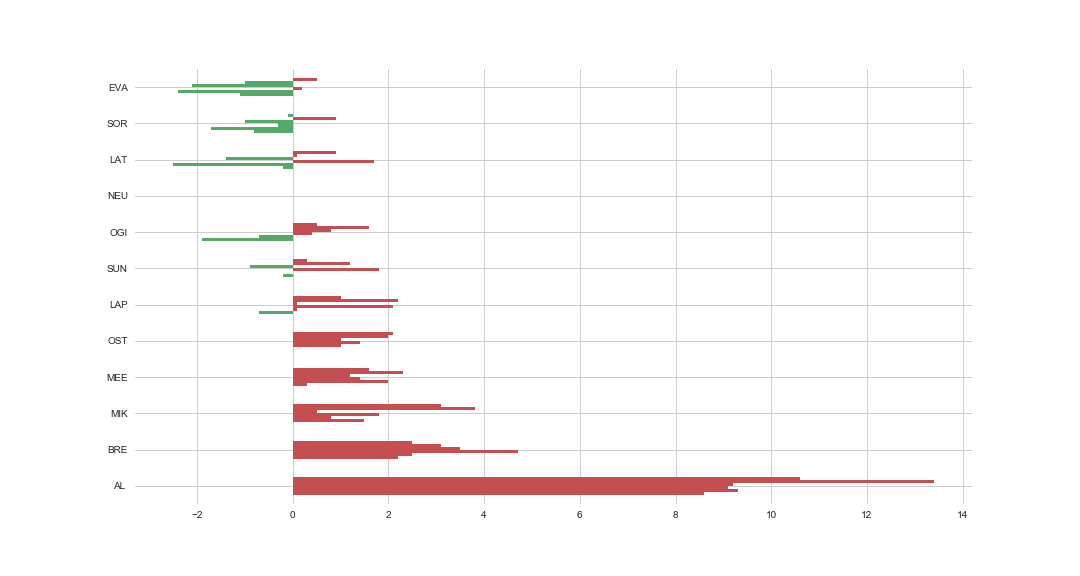 EVA
SOR
LAT
NEU
OGI
SUN
LAP
OST
MEE
MIK
BRE
AL
−2 0 2 4 6 8 10 12 14